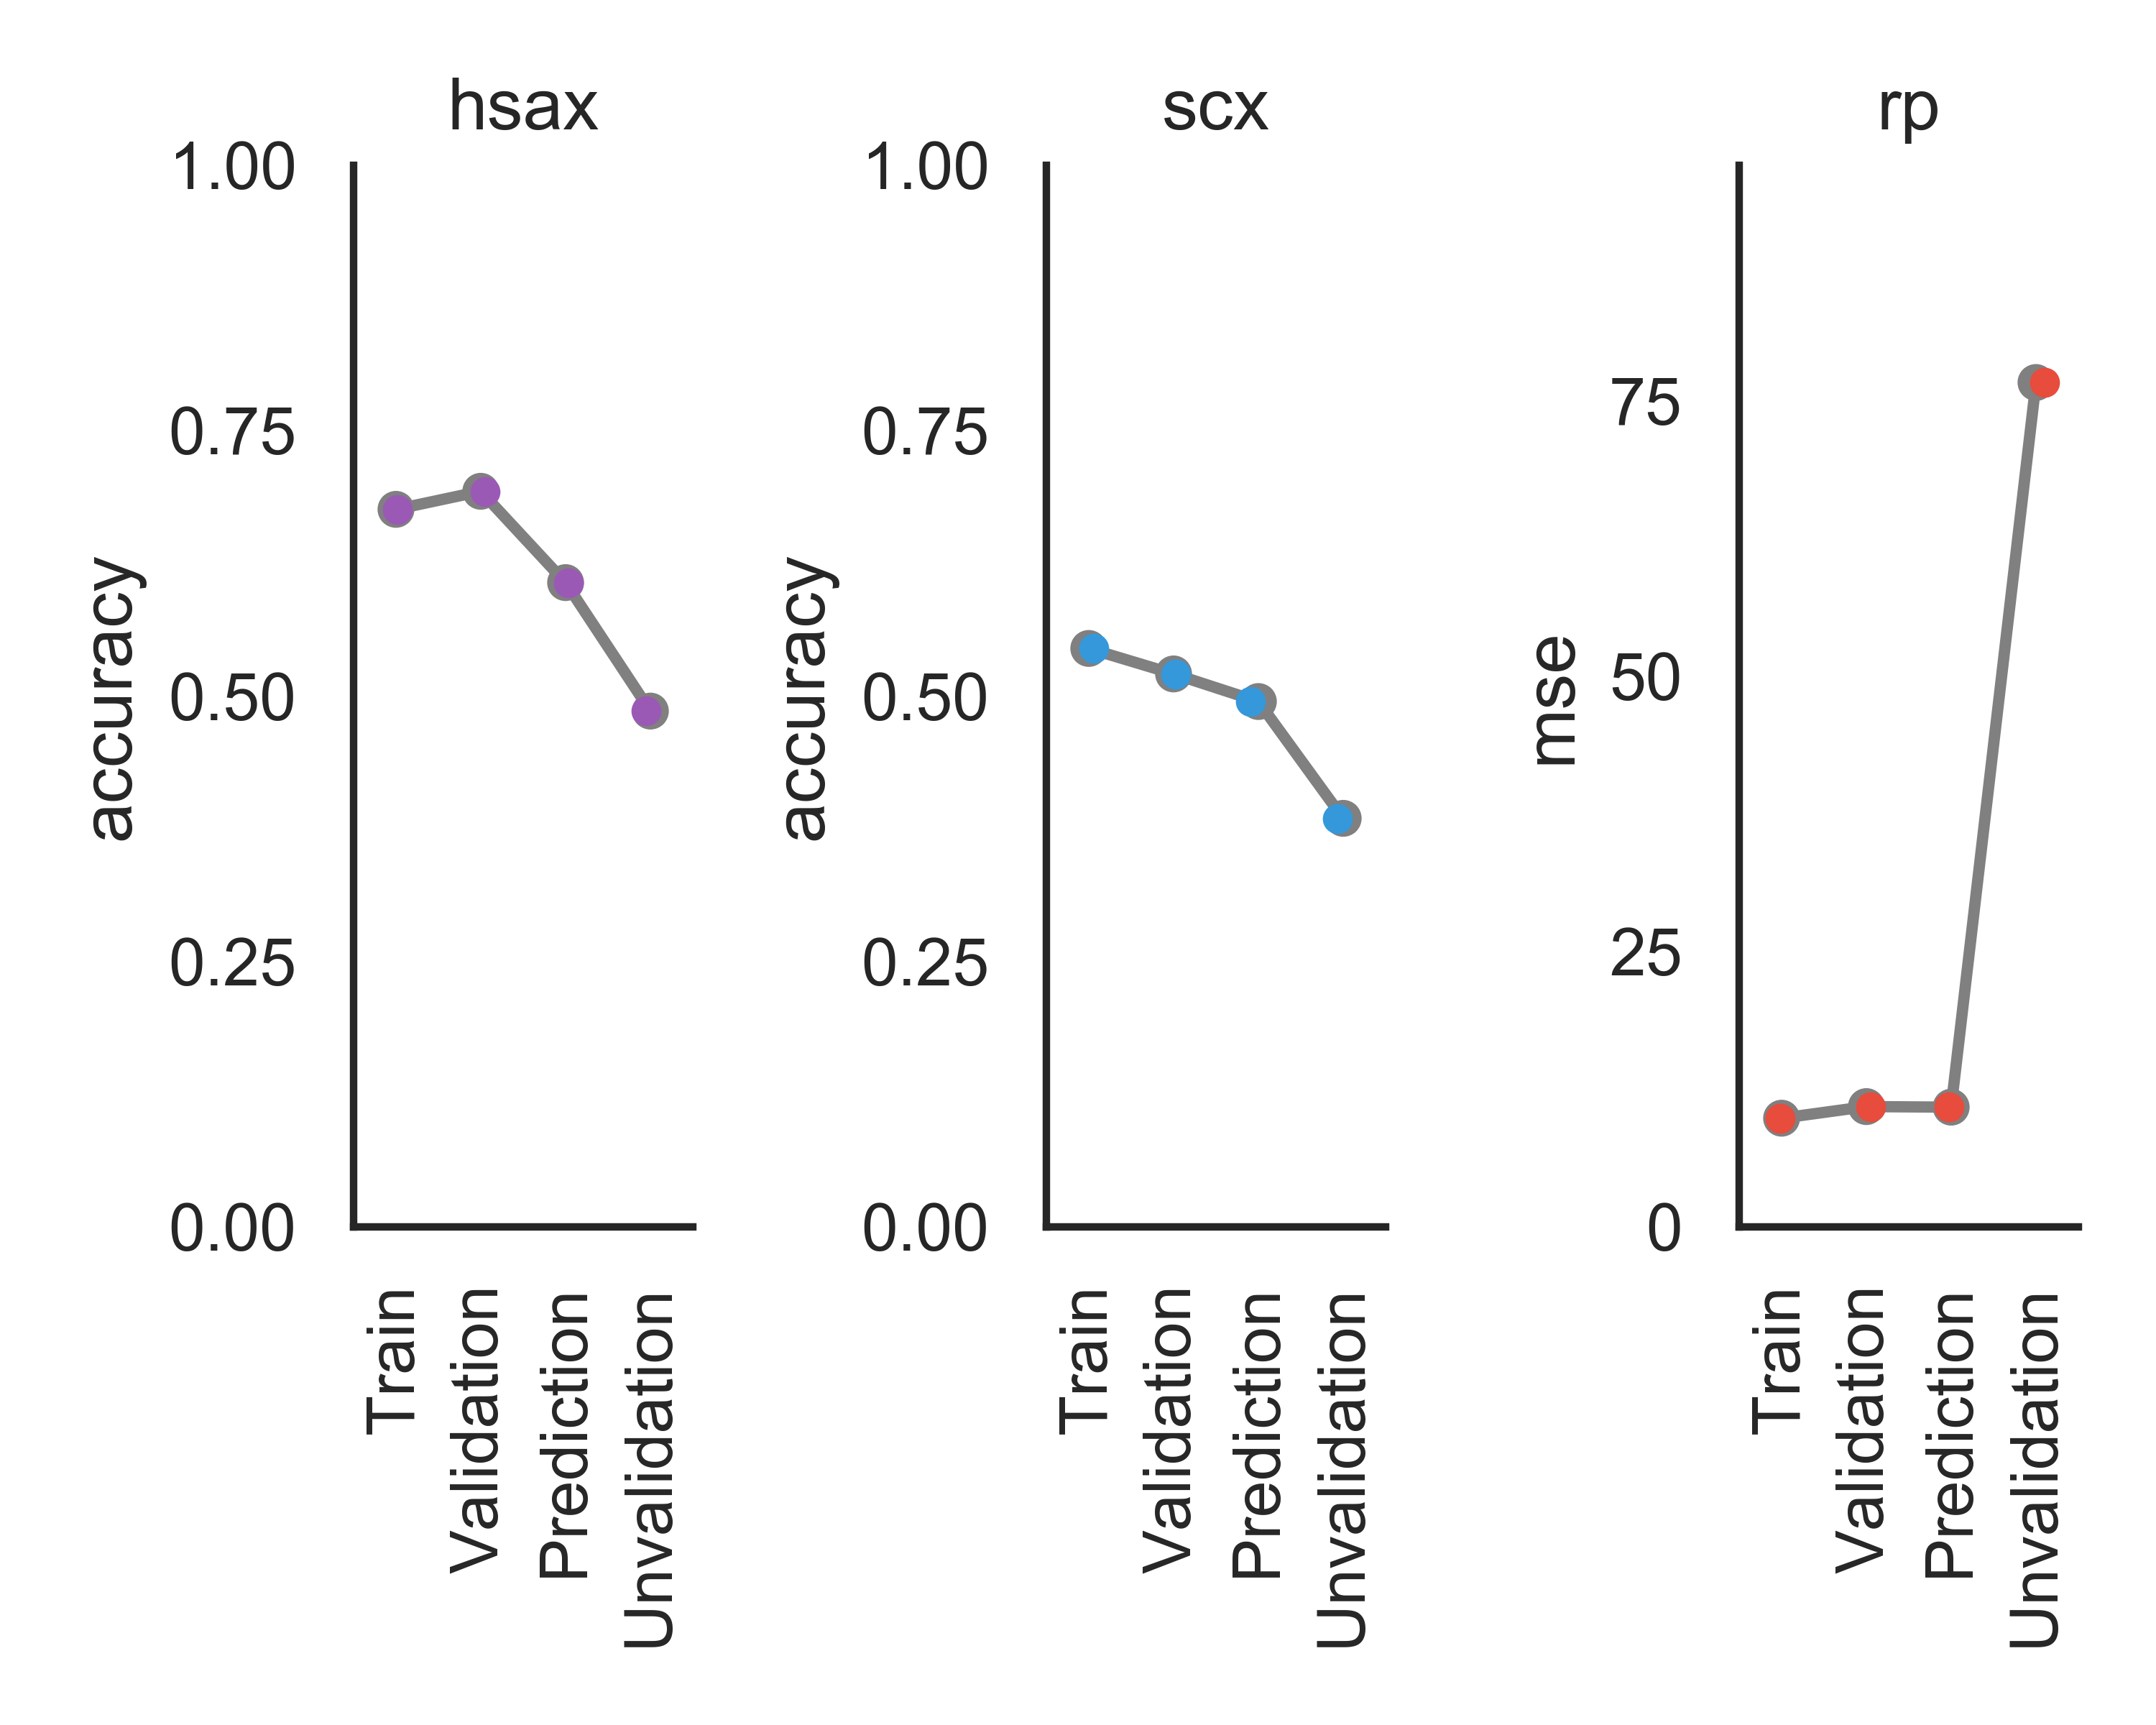 hsax
1.00
0.75
0.50
0.25
0.00
accuracy
Train
Validation
Prediction
Unvalidation
scx
1.00
0.75
0.50
0.25
0.00
accuracy
Train
Validation
Prediction
Unvalidation
rp
75
50
25
0
mse
Train
Validation
Prediction
Unvalidation